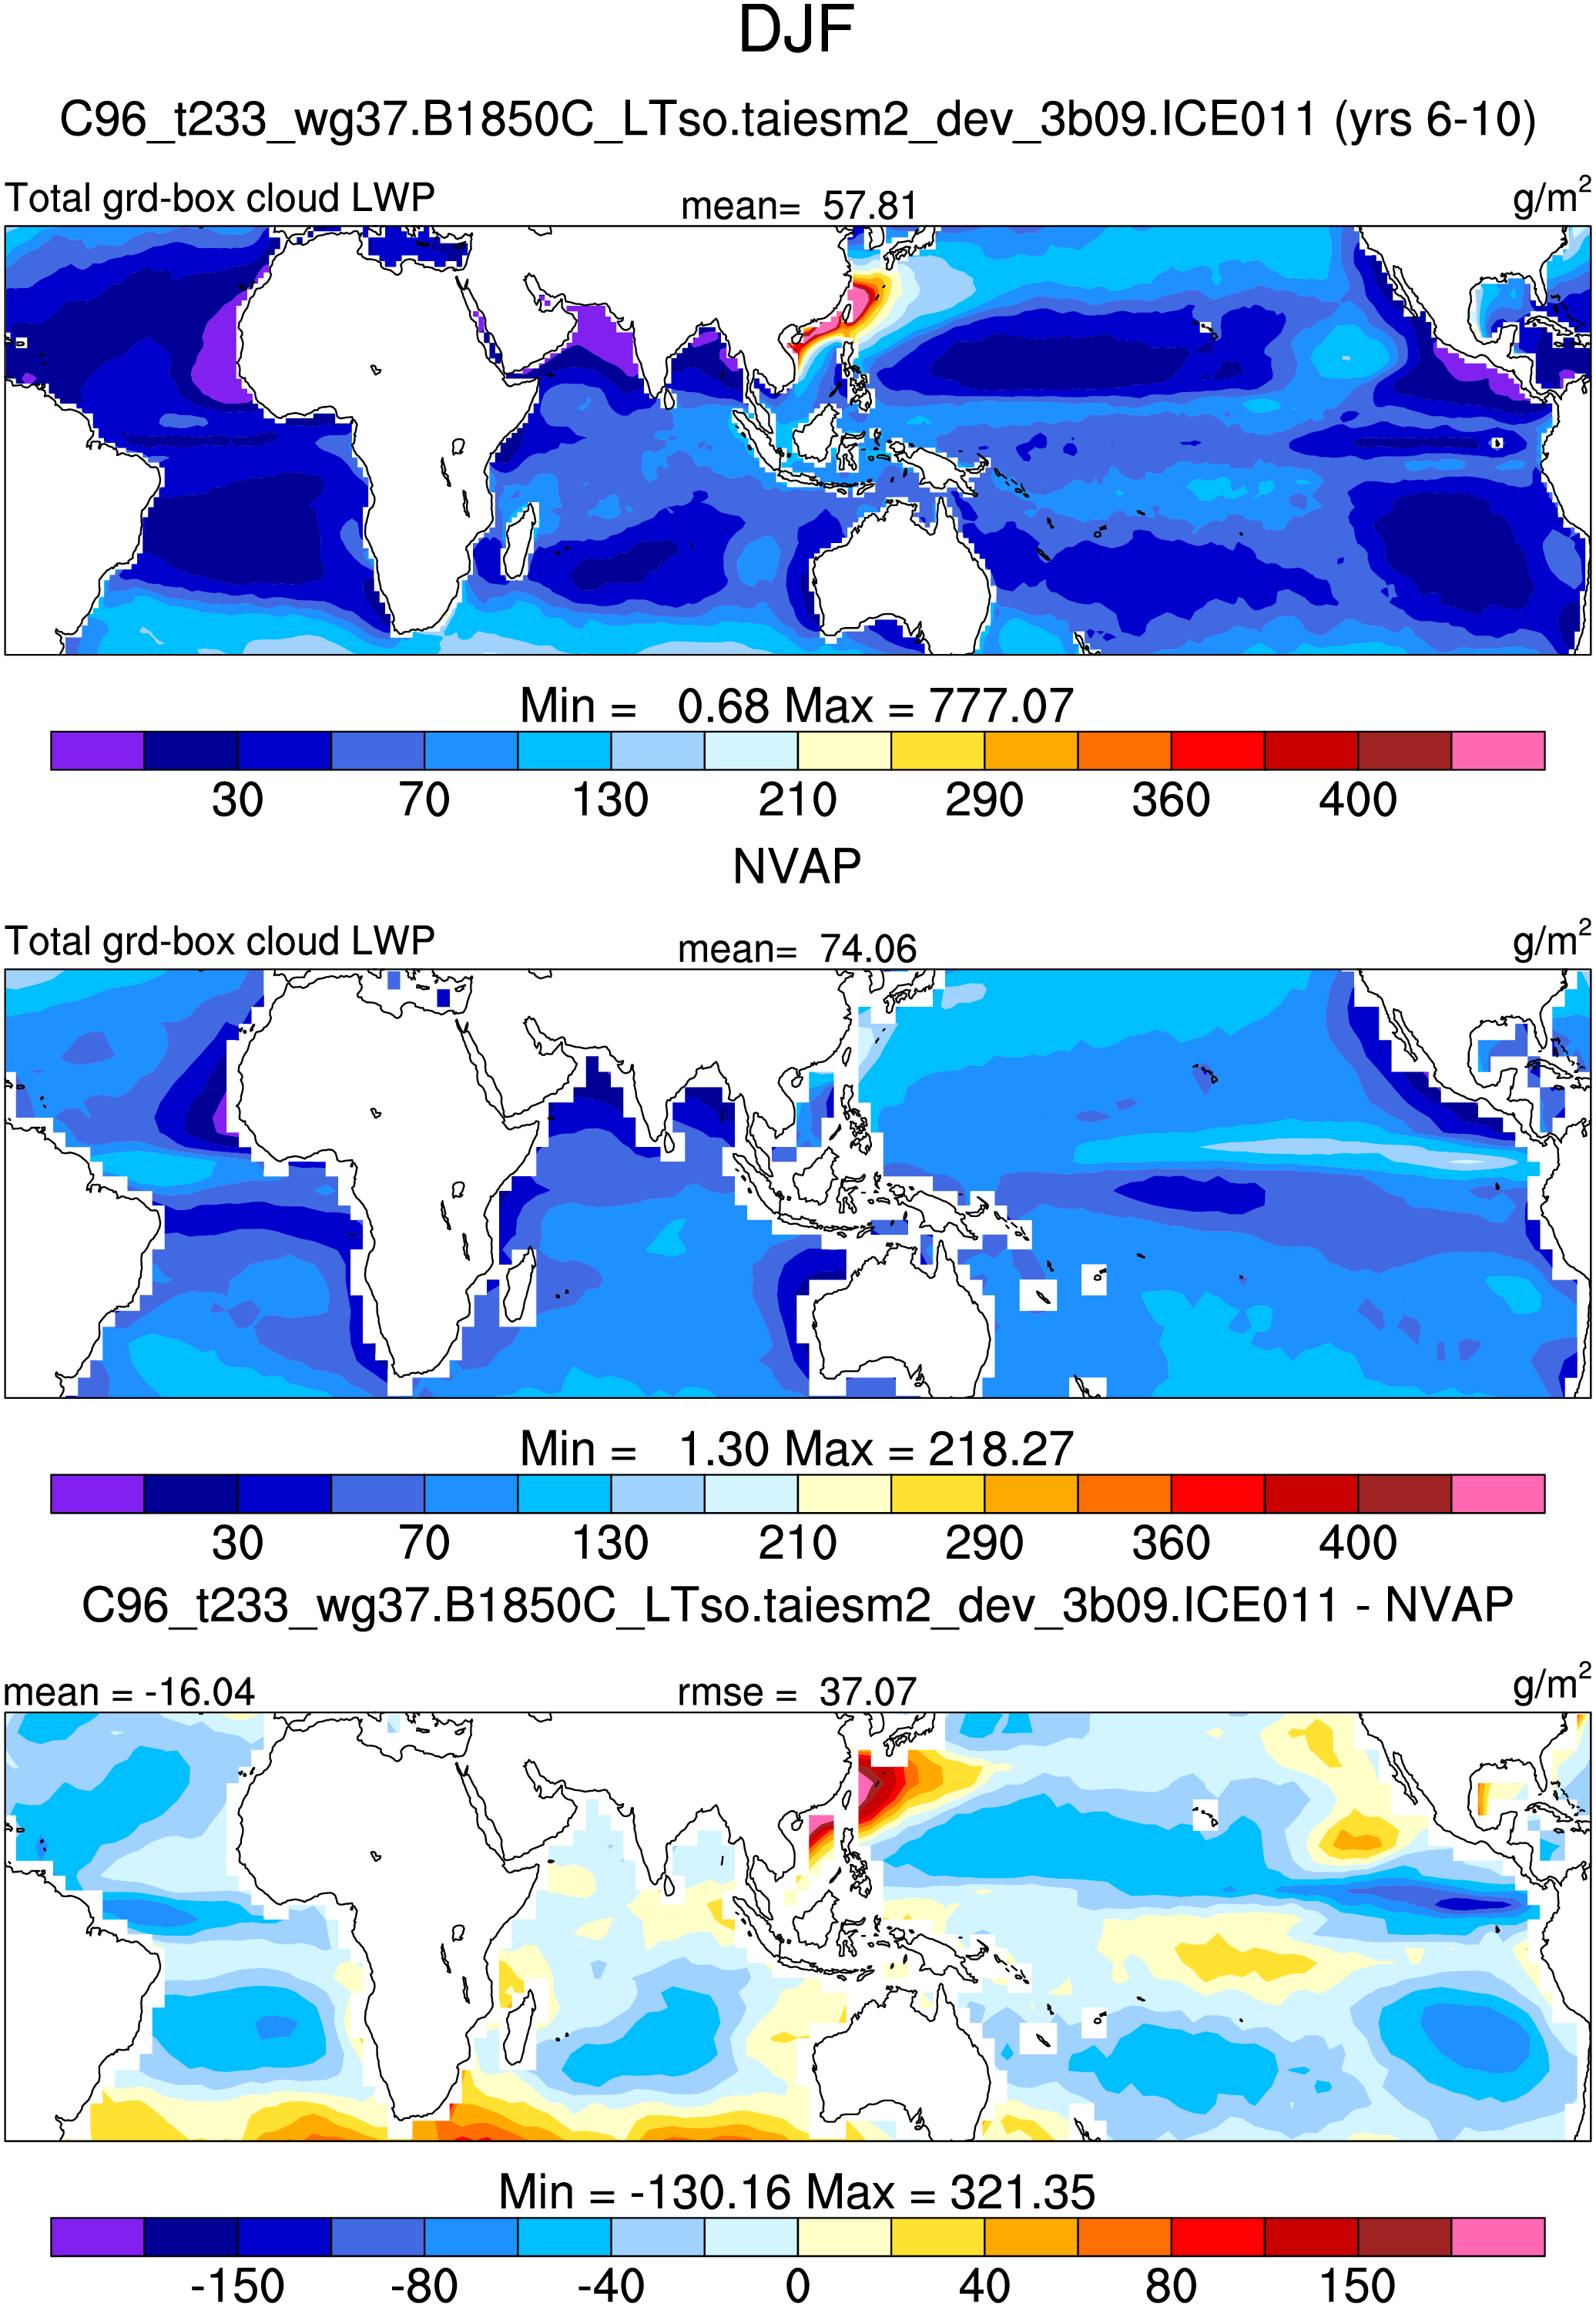 DJF
C96_t233_wg37.B1850C_LTso.taiesm2_dev_3b09.ICE011 (yrs 6-10)
Total grd-box cloud LWP mean= 57.81 g/m²
Min = 0.68 Max = 777.07
30 70 130 210 290 360 400
NVAP
Total grd-box cloud LWP mean= 74.06 g/m²
Min = 1.30 Max = 218.27
30 70 130 210 290 360 400
C96_t233_wg37.B1850C_LTso.taiesm2_dev_3b09.ICE011 - NVAP
mean = -16.04 rmse = 37.07 g/m²
Min = -130.16 Max = 321.35
-150 -80 -40 0 40 80 150